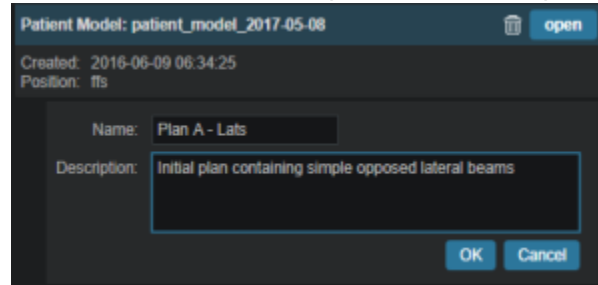 Patient Model: patient_model_2017-05-08 open
Created: 2016-06-09 06:34:25
Position: ffs
Name: Plan A - Lats
Description: Initial plan containing simple opposed lateral beams
OK Cancel